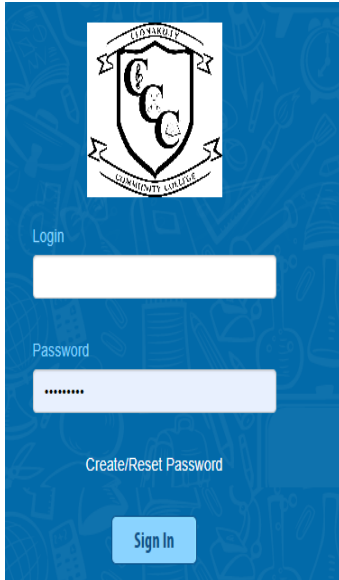 CLONAKILTY
CCC
COMMUNITY COLLEGE
Login
Password
•••••••••
Create/Reset Password
Sign In